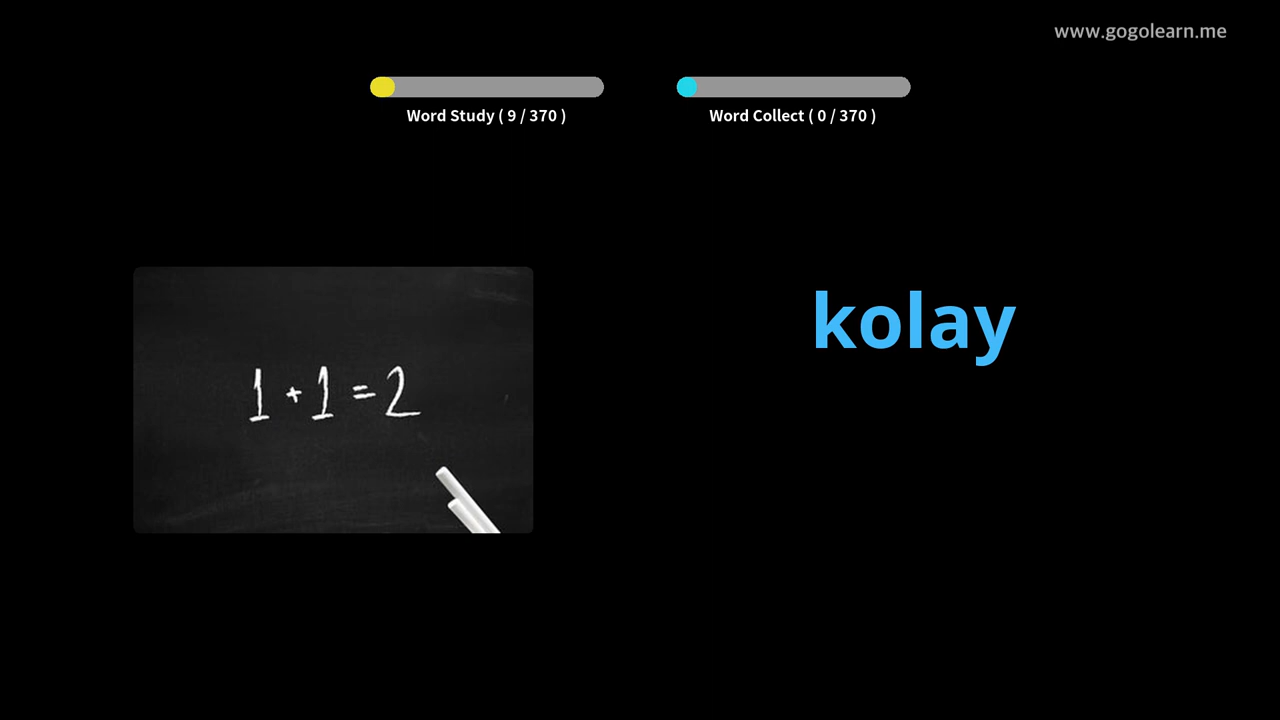 www.gogolearn.me
Word Study ( 9 / 370 )
Word Collect ( 0 / 370 )
kolay
1 + 1 = 2